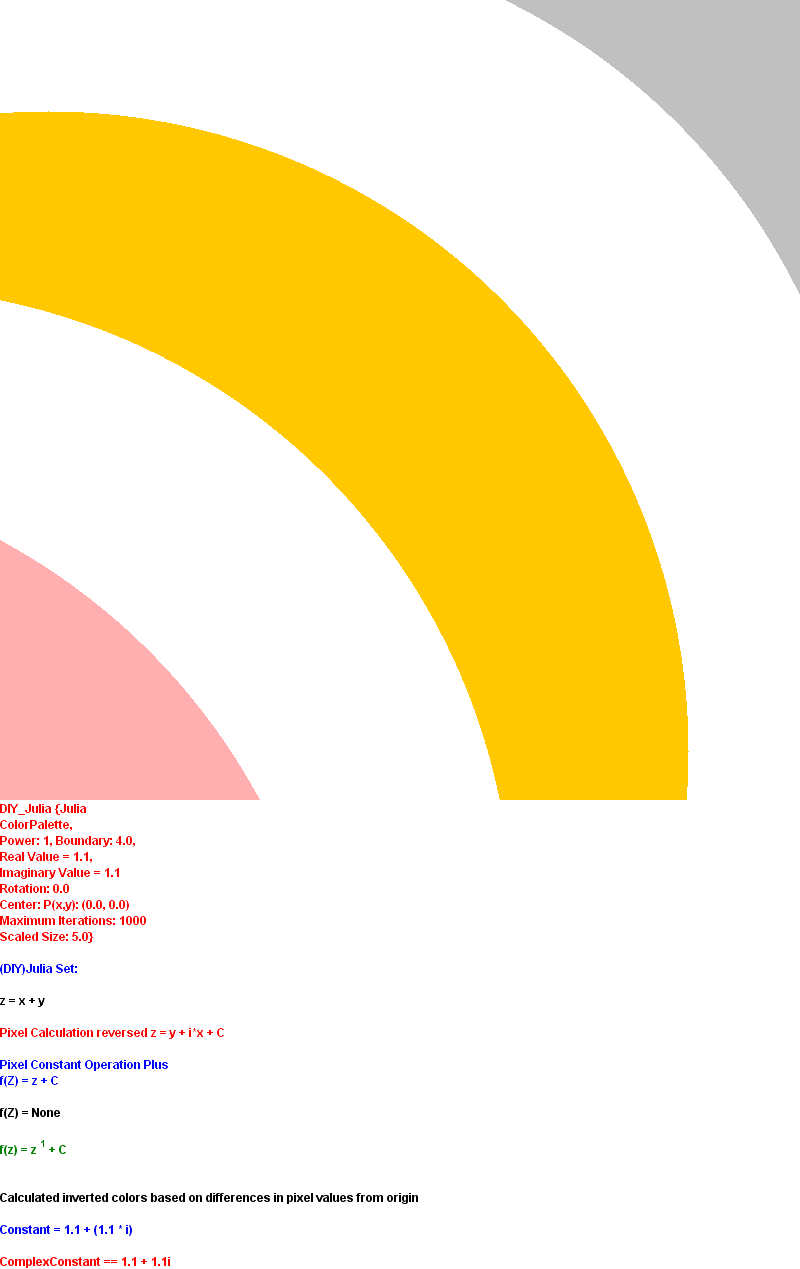 DIY_Julia {Julia
ColorPalette,
Power: 1, Boundary: 4.0,
Real Value = 1.1,
Imaginary Value = 1.1
Rotation: 0.0
Center: P(x,y): (0.0, 0.0)
Maximum Iterations: 1000
Scaled Size: 5.0}
(DIY)Julia Set:
z = x + y
Pixel Calculation reversed z = y + i*x + C
Pixel Constant Operation Plus
f(Z) = z + C
f(Z) = None
f(z) = z ¹ + C
Calculated inverted colors based on differences in pixel values from origin
Constant = 1.1 + (1.1 * i)
ComplexConstant == 1.1 + 1.1i